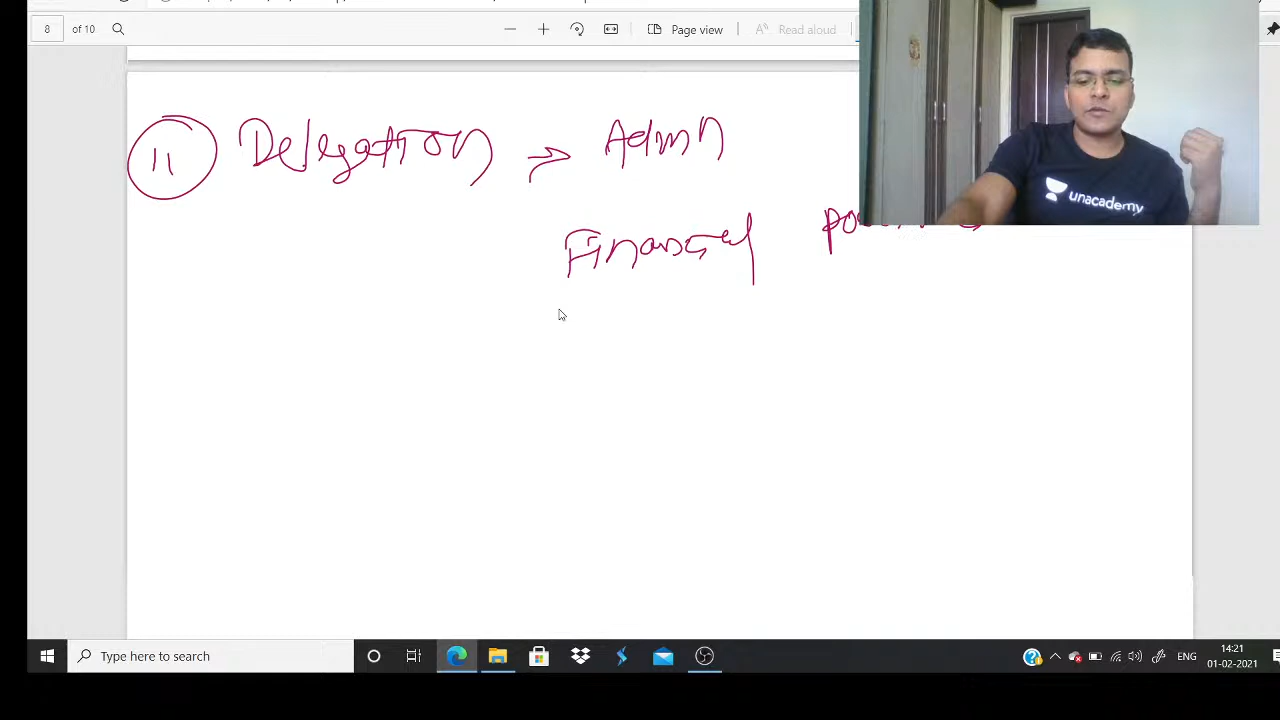 8 of 10 Page view Read aloud
11 Delegation → Admn
Financial
unacademy
Type here to search
ENG
14:21
01-02-2021